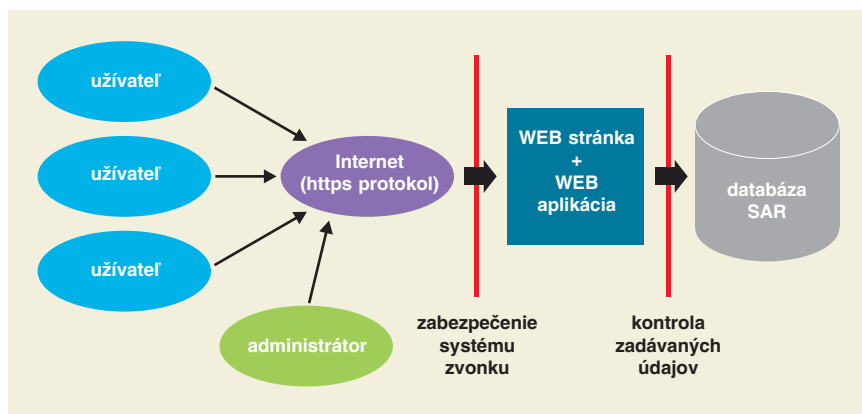 užívateľ
užívateľ
užívateľ
Internet
(https protokol)
administrátor
WEB stránka
+
WEB
aplikácia
databáza
SAR
zabezpečenie
systému
zvonku
kontrola
zadávaných
údajov